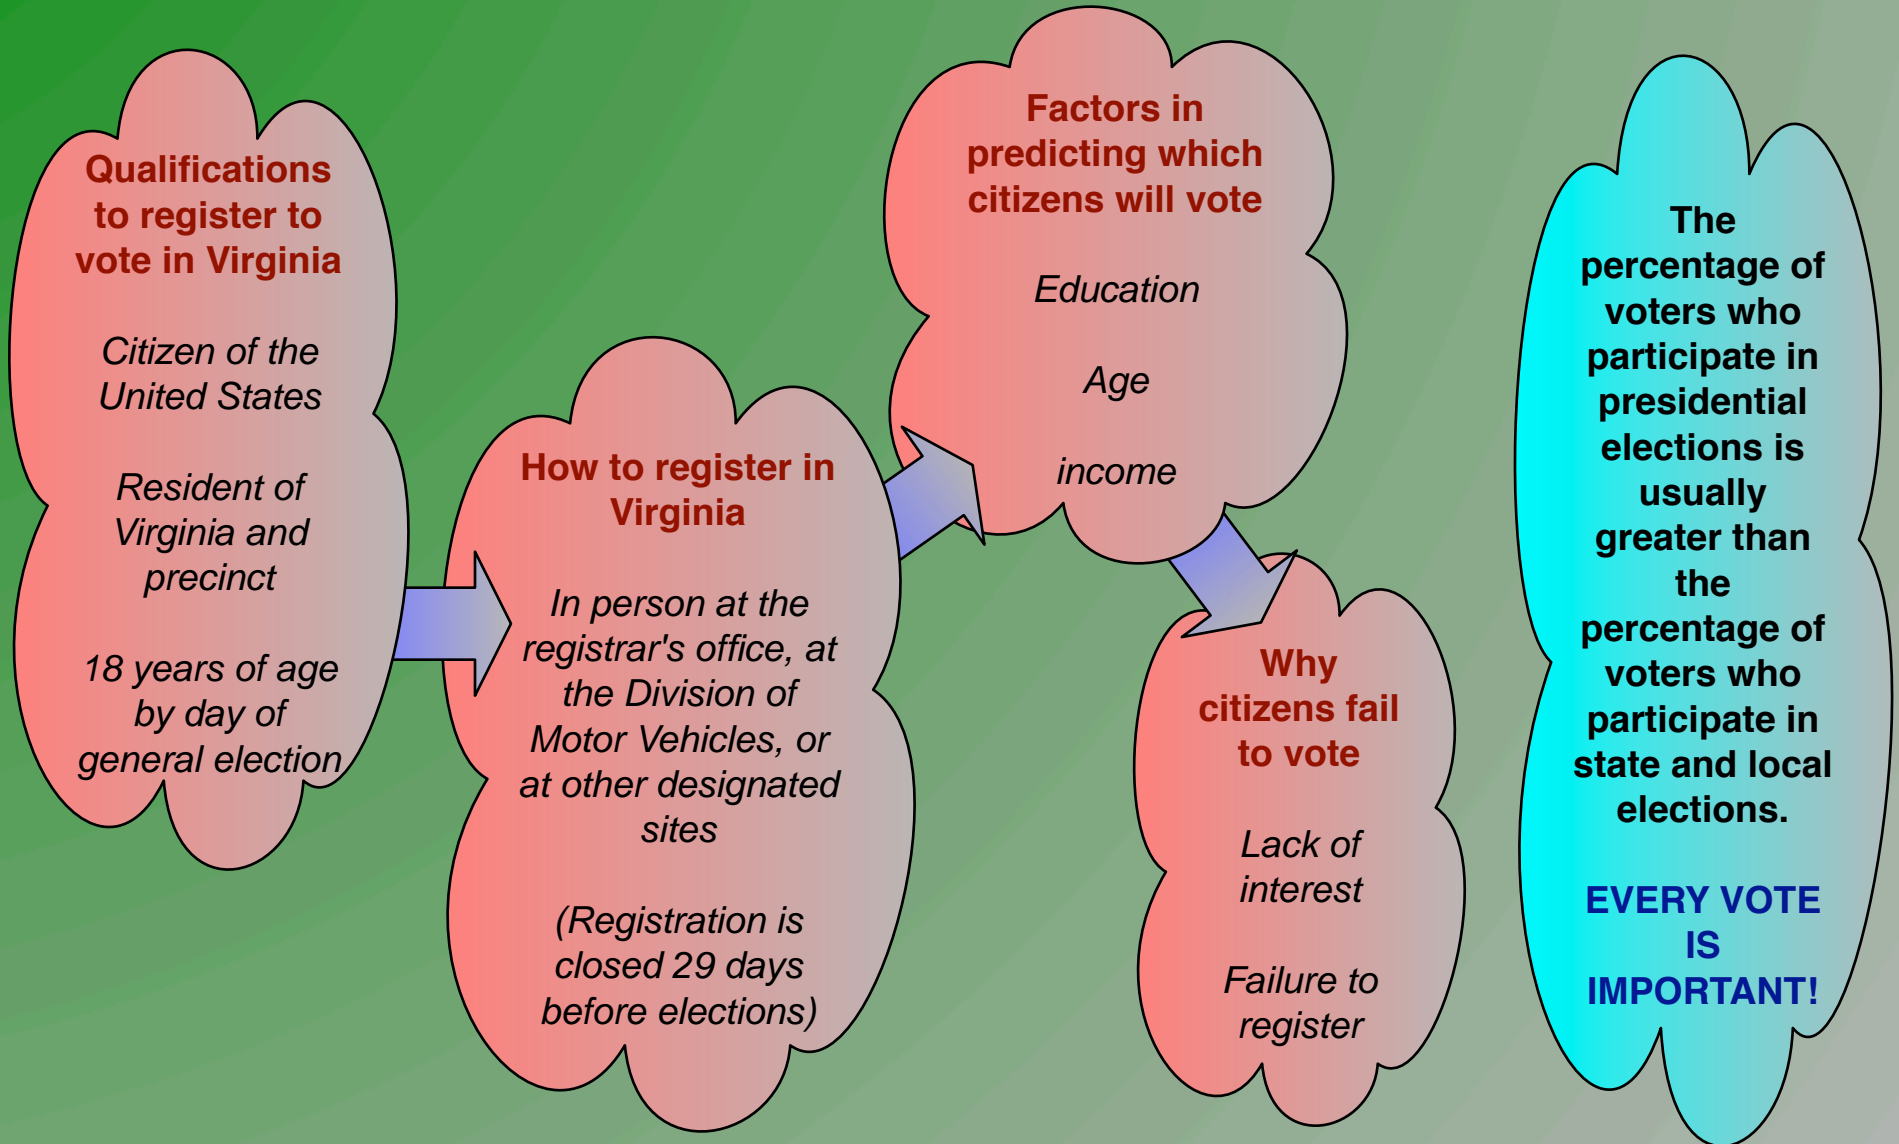 Qualifications
to register to
vote in Virginia
Citizen of the
United States
Resident of
Virginia and
precinct
18 years of age
by day of
general election
How to register in
Virginia
In person at the
registrar's office, at
the Division of
Motor Vehicles, or
at other designated
sites
(Registration is
closed 29 days
before elections)
Factors in
predicting which
citizens will vote
Education
Age
income
Why
citizens fail
to vote
Lack of
interest
Failure to
register
The
percentage of
voters who
participate in
presidential
elections is
usually
greater than
the
percentage of
voters who
participate in
state and local
elections.
EVERY VOTE
IS
IMPORTANT!